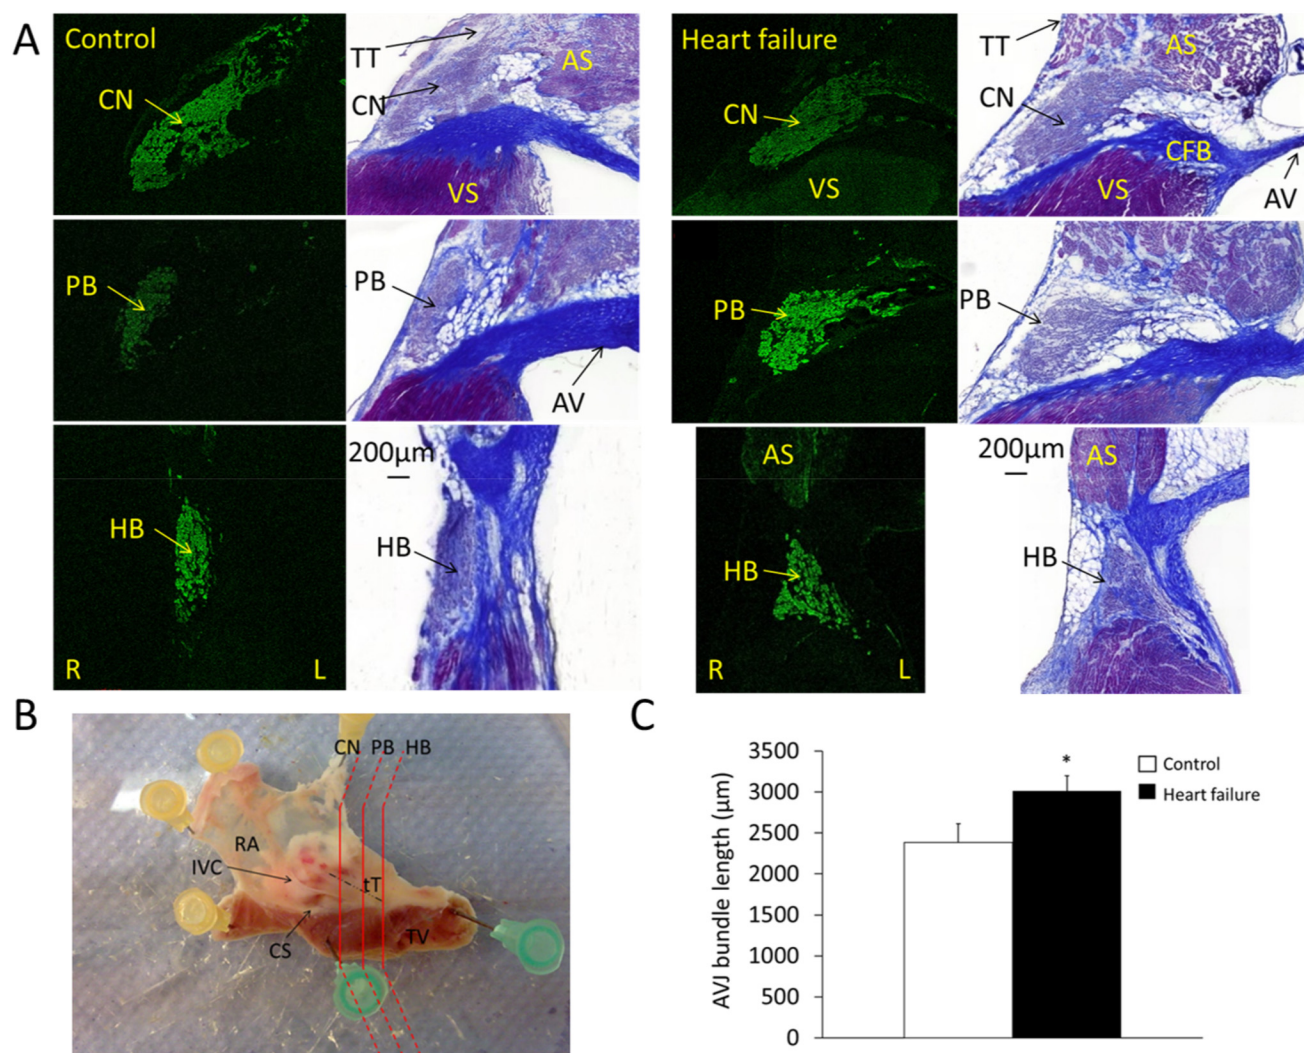 A
Control
CN
TT
CN
AS
VS
Heart failure
CN
VS
TT
AS
CN
CFB
VS
AV
PB
PB
AV
PB
PB
HB
R
L
200µm
HB
AS
HB
R
L
200µm
AS
HB
B
CN PB HB
RA
IVC
tT
CS
TV
C
AVJ bundle length (µm)
3500
3000
2500
2000
1500
1000
500
0
*
Control
Heart failure